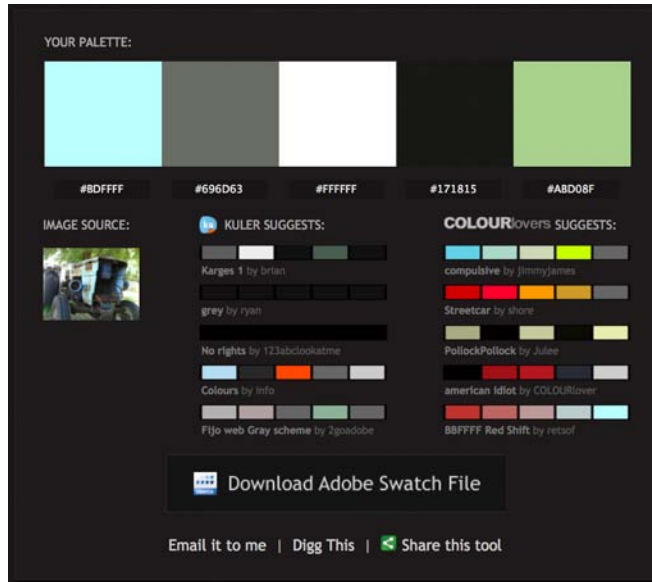 YOUR PALETTE:
#BDFFFF #696D63 #FFFFFF #171815 #ABD08F
IMAGE SOURCE:
ku KULER SUGGESTS:
Karges 1 by brian
grey by ryan
No rights by 123abclookatme
Colours by info
Fijo web Gray scheme by 2goadobe
COLOURlovers SUGGESTS:
compulsive by jimmyjames
Streetcar by shore
PollockPollock by Julee
american idiot by COLOURlover
BBFFFF Red Shift by retsof
Download Adobe Swatch File
Email it to me | Digg This | Share this tool